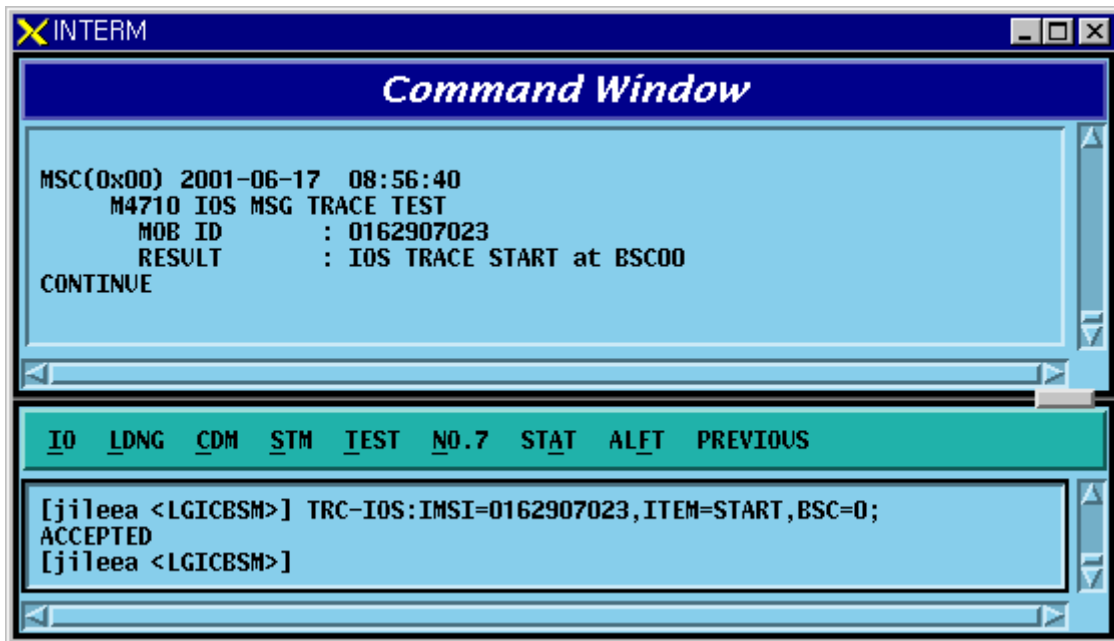 INTERM
Command Window
MSC(0x00) 2001-06-17  08:56:40
M4710 IOS MSG TRACE TEST
MOB ID : 0162907023
RESULT : IOS TRACE START at BSC00
CONTINUE
IO LDNG CDM STM TEST NO.7 STAT ALFT PREVIOUS
[jileea <LGICBSM>] TRC-IOS:IMSI=0162907023,ITEM=START,BSC=0;
ACCEPTED
[jileea <LGICBSM>]